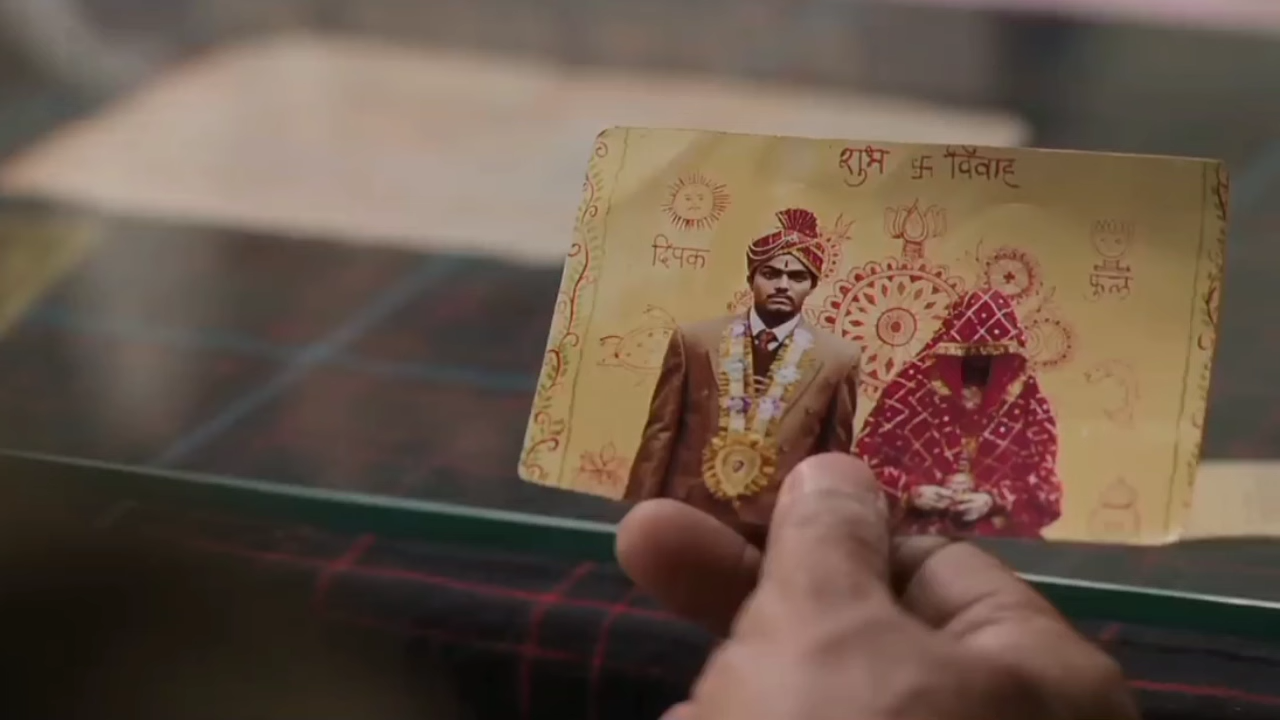 शुभ 卐 विवाह
दिपक
फुल